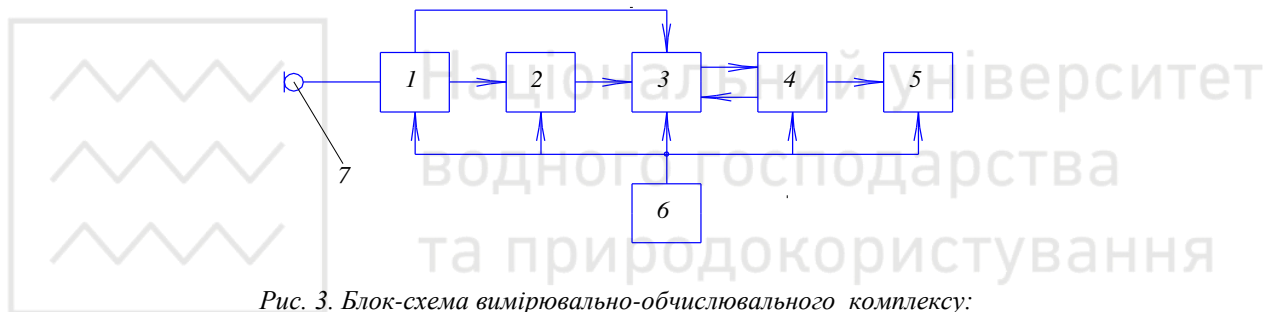 1 2 3 4 5
7
6
Національний університет
водного господарства
та природокористування
Рис. 3. Блок-схема вимірювально-обчислювального комплексу: